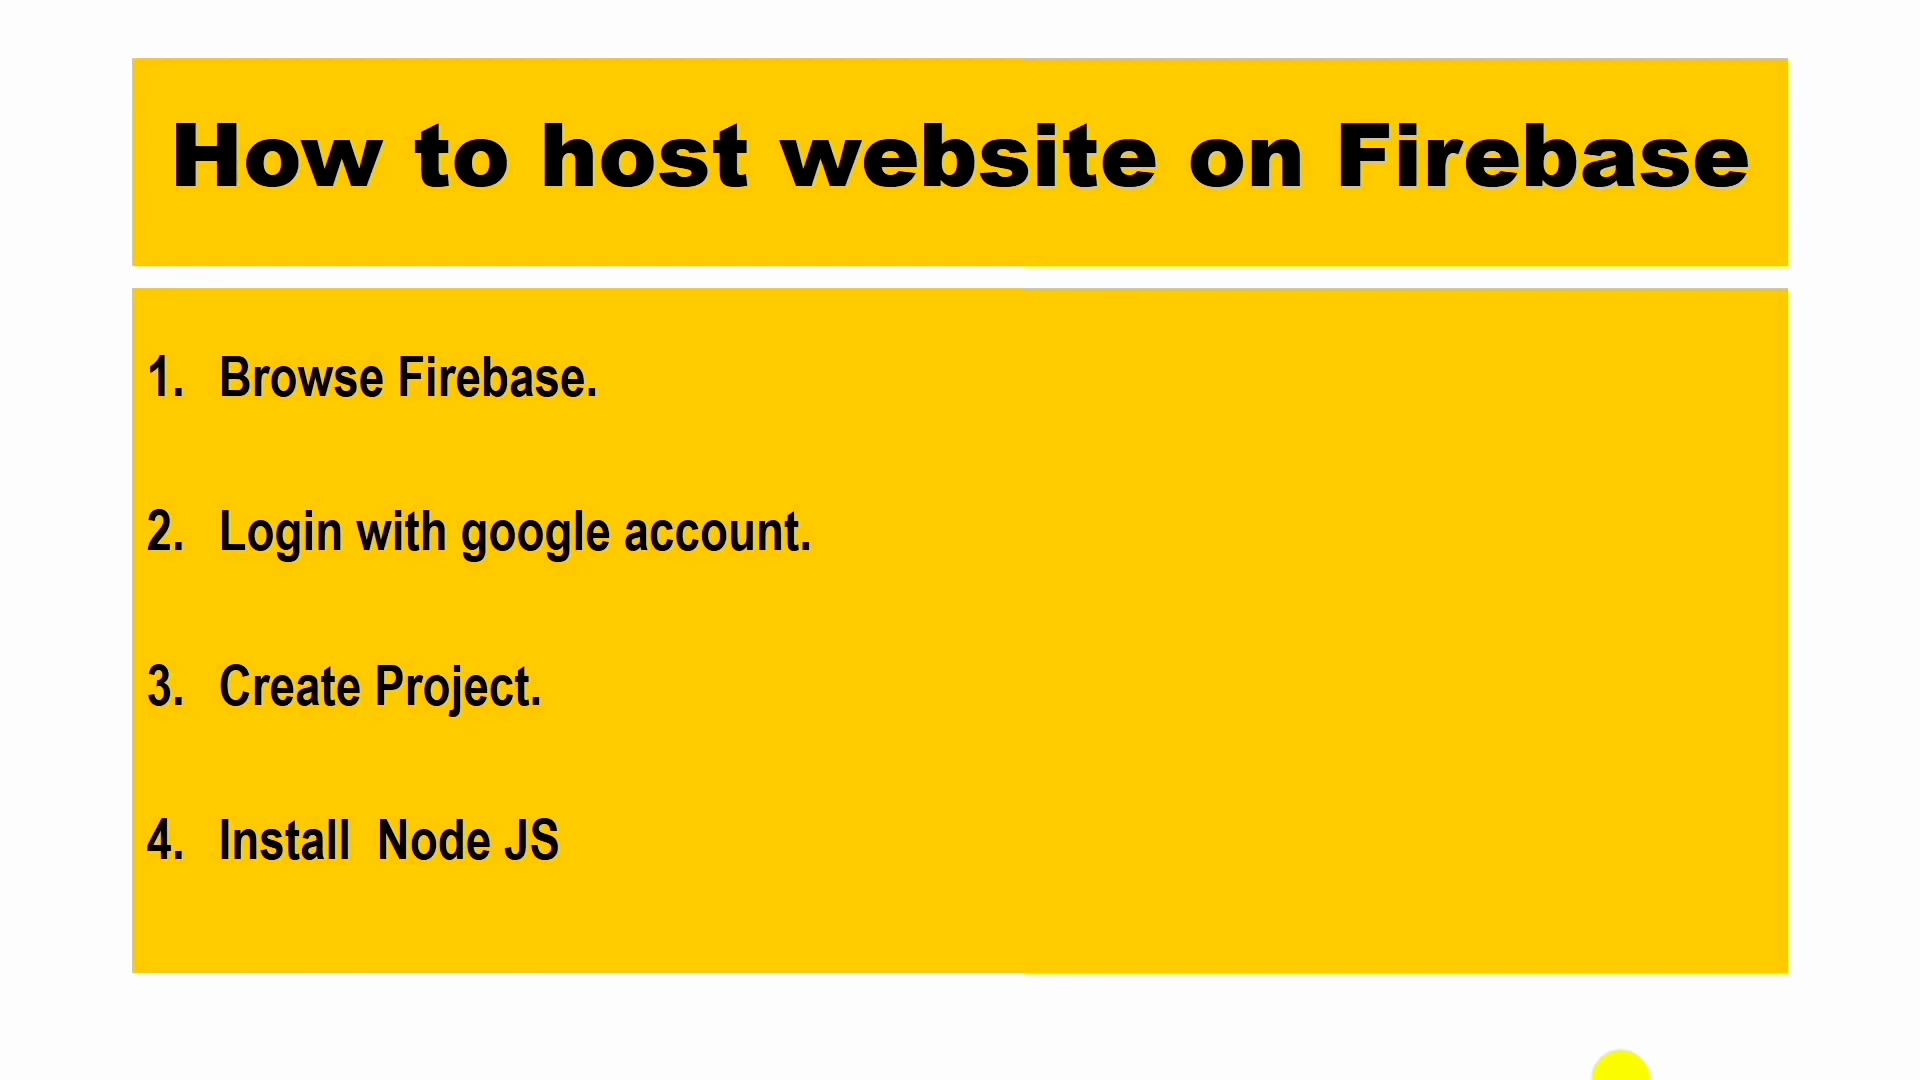 How to host website on Firebase
1. Browse Firebase.
2. Login with google account.
3. Create Project.
4. Install  Node JS